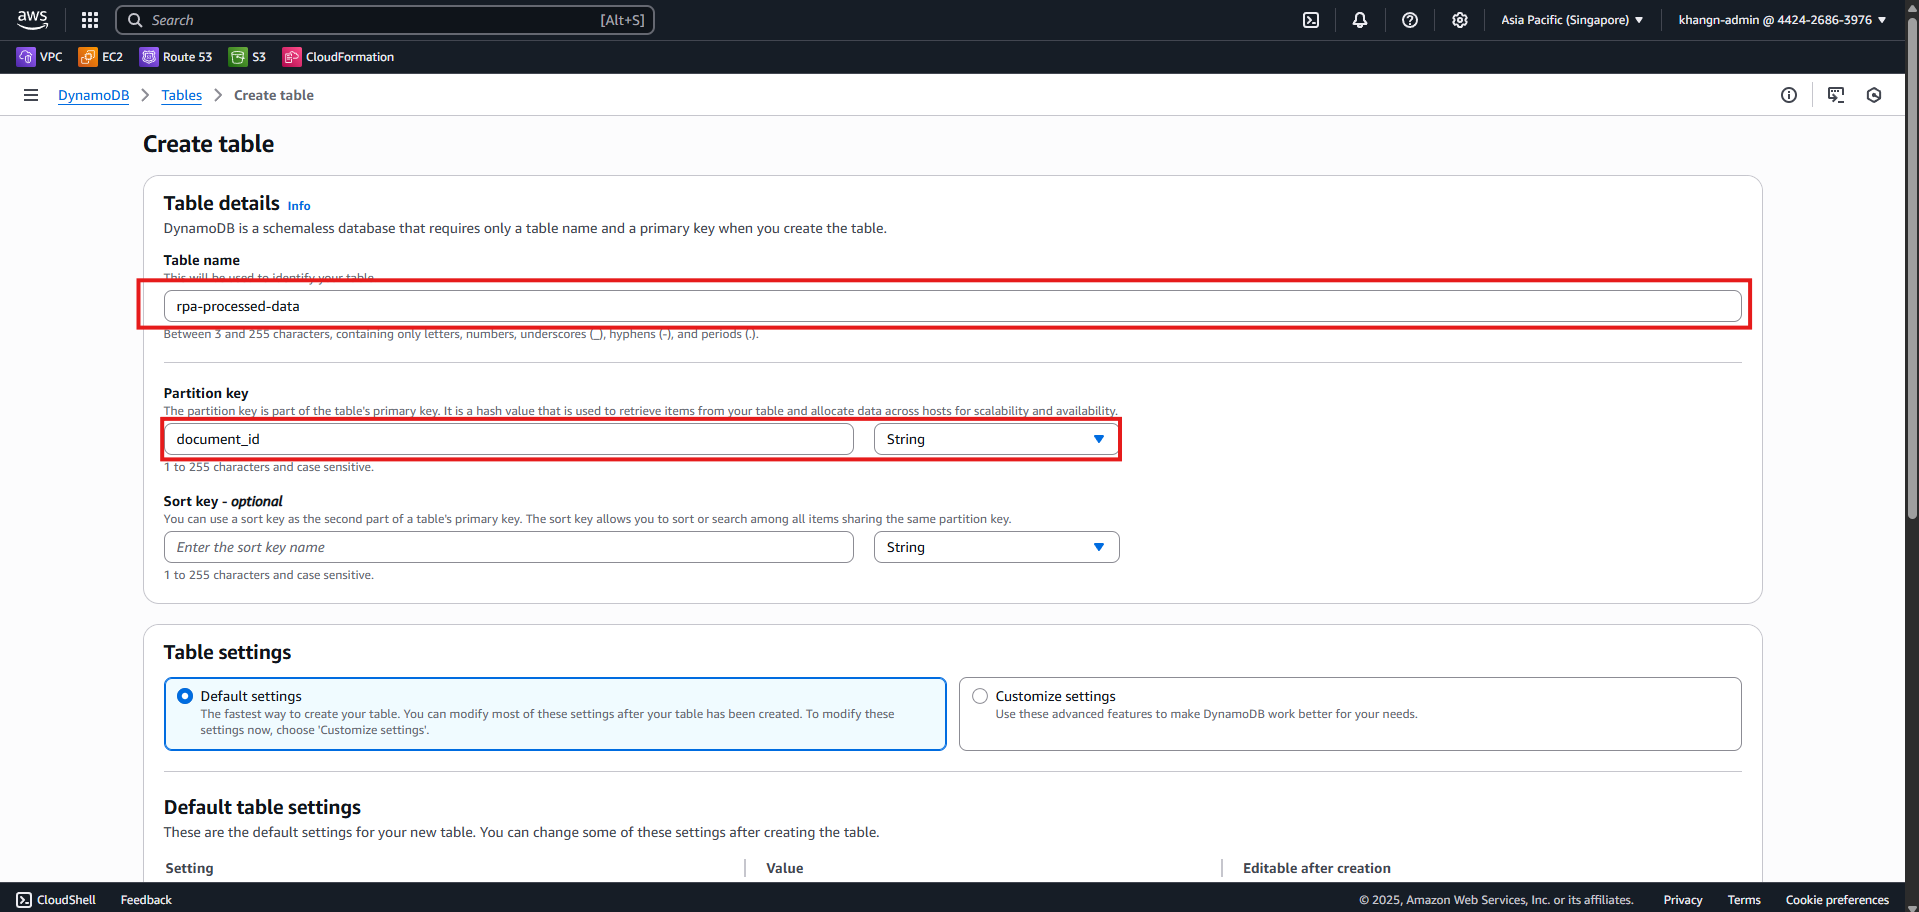 aws
Search [Alt+S] Asia Pacific (Singapore) khangn-admin @ 4424-2686-3976
VPC EC2 Route 53 S3 CloudFormation
DynamoDB Tables Create table
Create table
Table details Info
DynamoDB is a schemaless database that requires only a table name and a primary key when you create the table.
Table name
This will be used to identify your table.
rpa-processed-data
Between 3 and 255 characters, containing only letters, numbers, underscores (_), hyphens (-), and periods (.).
Partition key
The partition key is part of the table's primary key. It is a hash value that is used to retrieve items from your table and allocate data across hosts for scalability and availability.
document_id String
1 to 255 characters and case sensitive.
Sort key - optional
You can use a sort key as the second part of a table's primary key. The sort key allows you to sort or search among all items sharing the same partition key.
Enter the sort key name String
1 to 255 characters and case sensitive.
Table settings
Default settings
The fastest way to create your table. You can modify most of these settings after your table has been created. To modify these
settings now, choose 'Customize settings'.
Customize settings
Use these advanced features to make DynamoDB work better for your needs.
Default table settings
These are the default settings for your new table. You can change some of these settings after creating the table.
Setting Value Editable after creation
CloudShell Feedback © 2025, Amazon Web Services, Inc. or its affiliates. Privacy Terms Cookie preferences